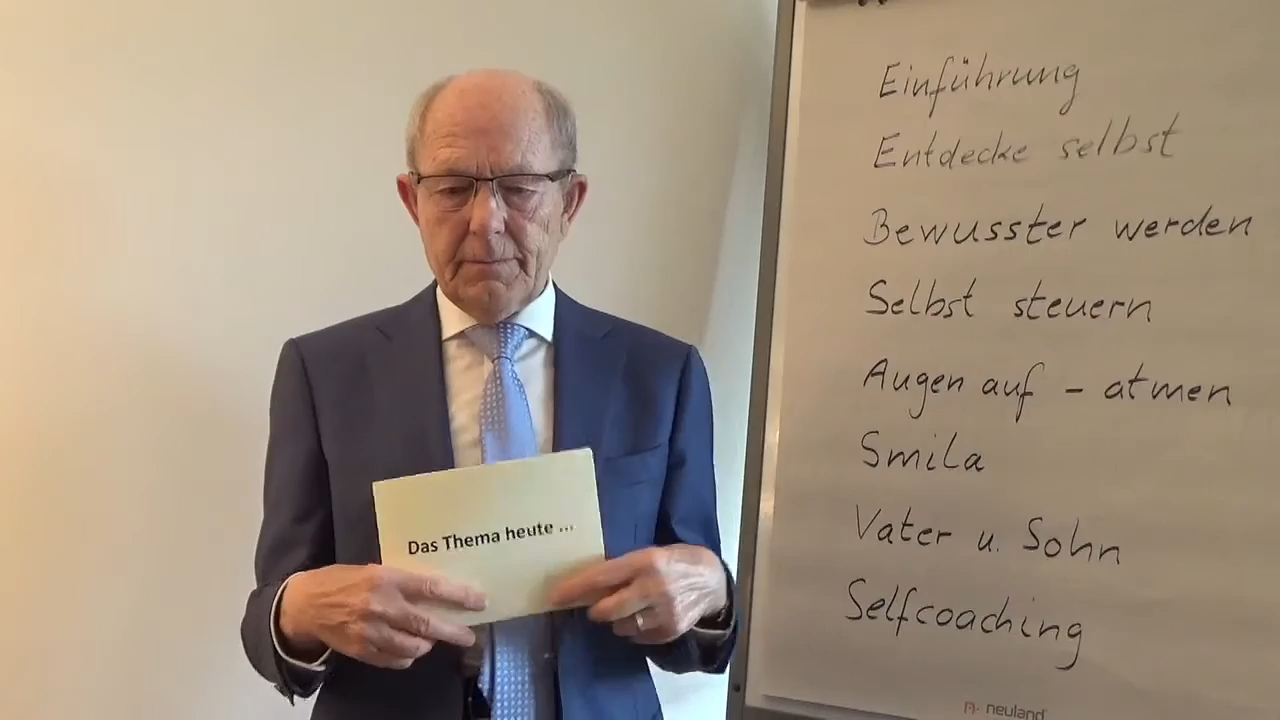 Das Thema heute ...
Einführung
Entdecke selbst
Bewusster werden
Selbst steuern
Augen auf – atmen
Smila
Vater u. Sohn
Selfcoaching
neuland